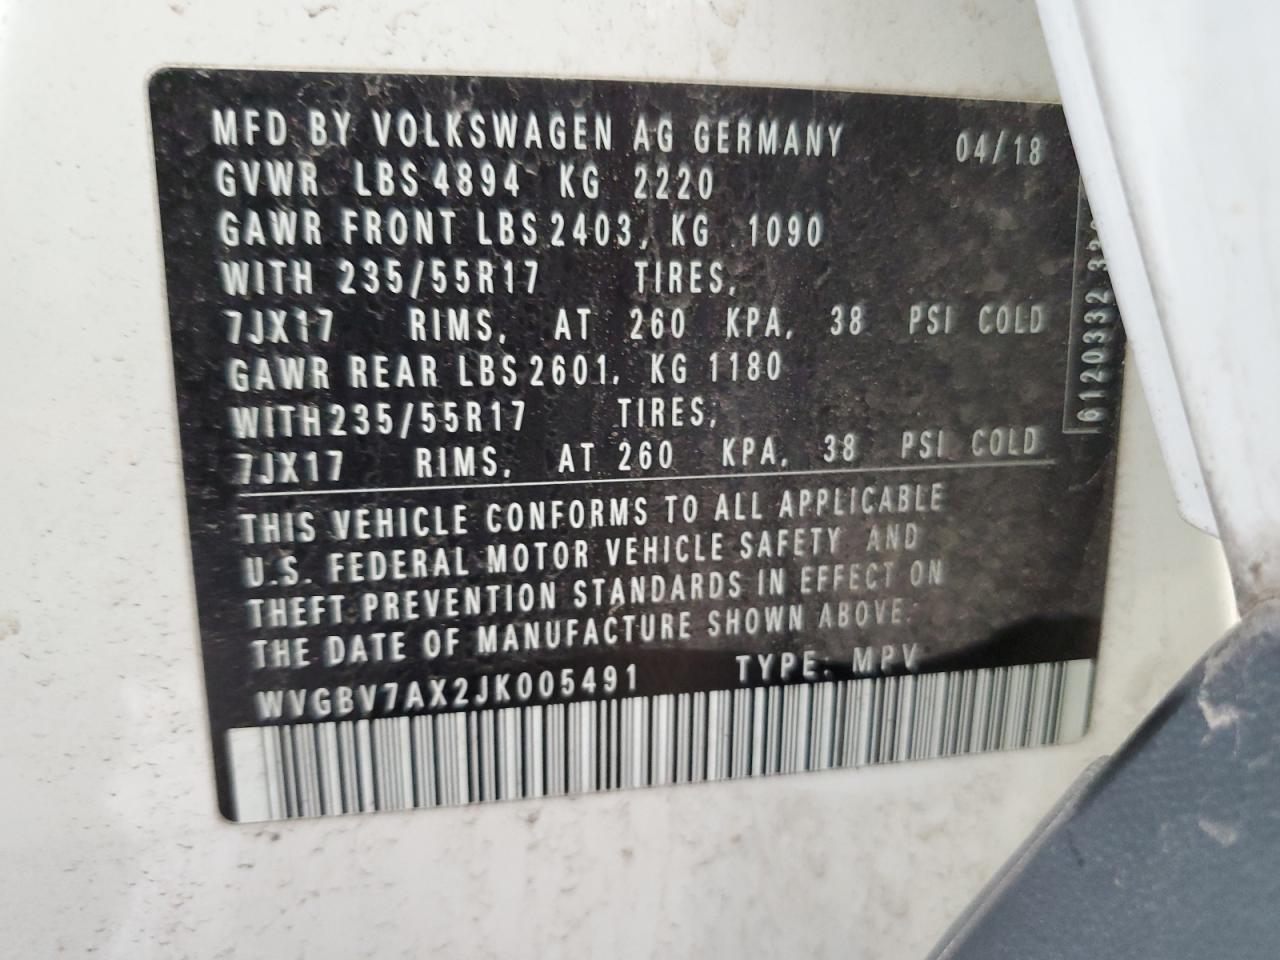 MFD BY VOLKSWAGEN AG GERMANY 04/18
GVWR LBS 4894 KG 2220
GAWR FRONT LBS 2403, KG 1090
WITH 235/55R17 TIRES,
7JX17 RIMS, AT 260 KPA, 38 PSI COLD
GAWR REAR LBS 2601, KG 1180
WITH 235/55R17 TIRES,
7JX17 RIMS, AT 260 KPA, 38 PSI COLD
THIS VEHICLE CONFORMS TO ALL APPLICABLE
U.S. FEDERAL MOTOR VEHICLE SAFETY AND
THEFT PREVENTION STANDARDS IN EFFECT ON
THE DATE OF MANUFACTURE SHOWN ABOVE.
WVGBV7AX2JK005491 TYPE: MPV
6120332